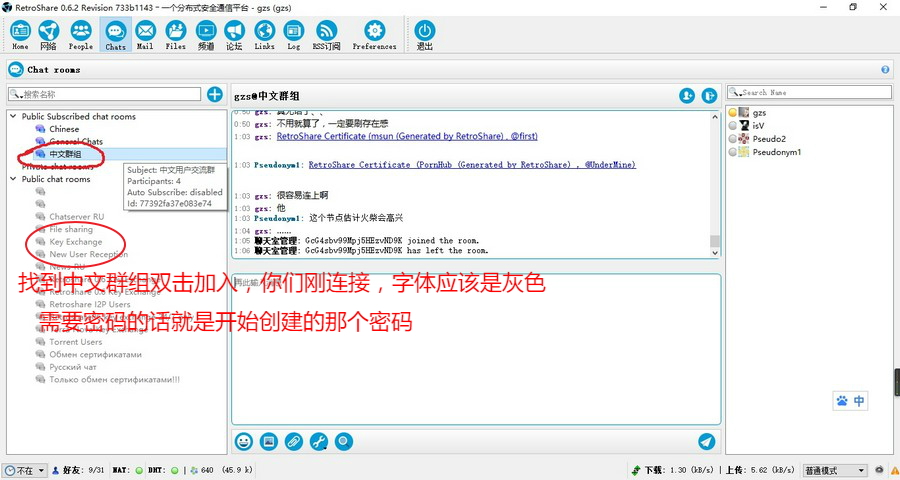 RetroShare 0.6.2 Revision 733b1143 - 一个分布式安全通信平台 - gzs (gzs)
Home 网络 People Chats Mail Files 频道 论坛 Links Log RSS订阅 Preferences 退出
Chat rooms
搜索名称
gzs@中文群组
Search Name
Public Subscribed chat rooms
Chinese
General Chats
中文群组
Private chat rooms
Public chat rooms
Chatserver RU
File sharing
Key Exchange
New User Reception
News RU
Retroshare I2P Users
Torrent Users
Обмен сертификатами
Русский чат
Только обмен сертификатами!!!
Subject: 中文用户交流群
Participants: 4
Auto Subscribe: disabled
Id: 77392fa37e083e74
0:50 gzs: 不用就算了，一定要刷存在感
1:03 gzs: RetroShare Certificate (msun (Generated by RetroShare) , @first)
1:03 Pseudonym1: RetroShare Certificate (PornHub (Generated by RetroShare) , @UnderMine)
1:03 gzs: 很容易连上啊
1:03 gzs: 他
1:03 Pseudonym1: 这个节点估计火柴会高兴
1:04 gzs: ......
1:05 聊天室管理: GcG4sbv99Mpj5HEzvND9K joined the room.
1:06 聊天室管理: GcG4sbv99Mpj5HEzvND9K has left the room.
gzs
isV
Pseudo2
Pseudonym1
找到中文群组双击加入，你们刚连接，字体应该是灰色
需要密码的话就是开始创建的那个密码
中
不在 好友: 9/31 NAT: DHT: 640 (45.9 k) 下载: 1.30 (kB/s) | 上传: 5.62 (kB/s) 普通模式